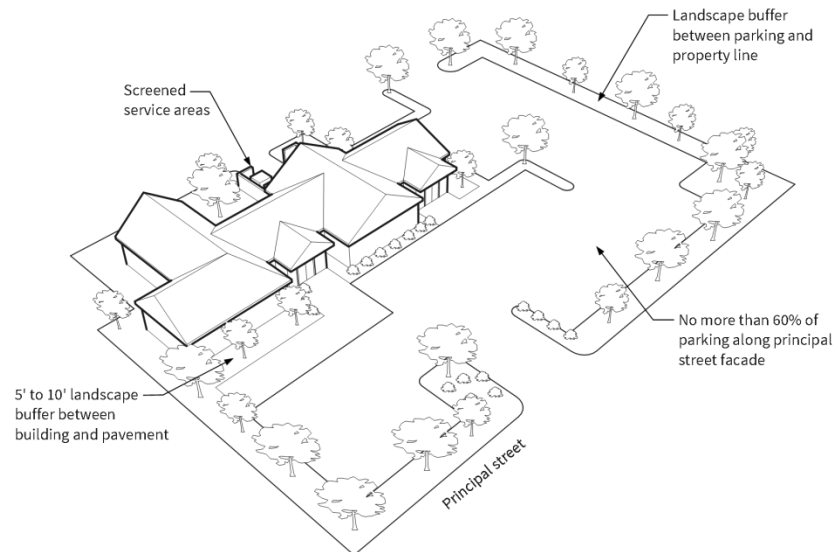 Landscape buffer
between parking and
property line
Screened
service areas
No more than 60% of
parking along principal
street facade
5' to 10' landscape
buffer between
building and pavement
Principal street